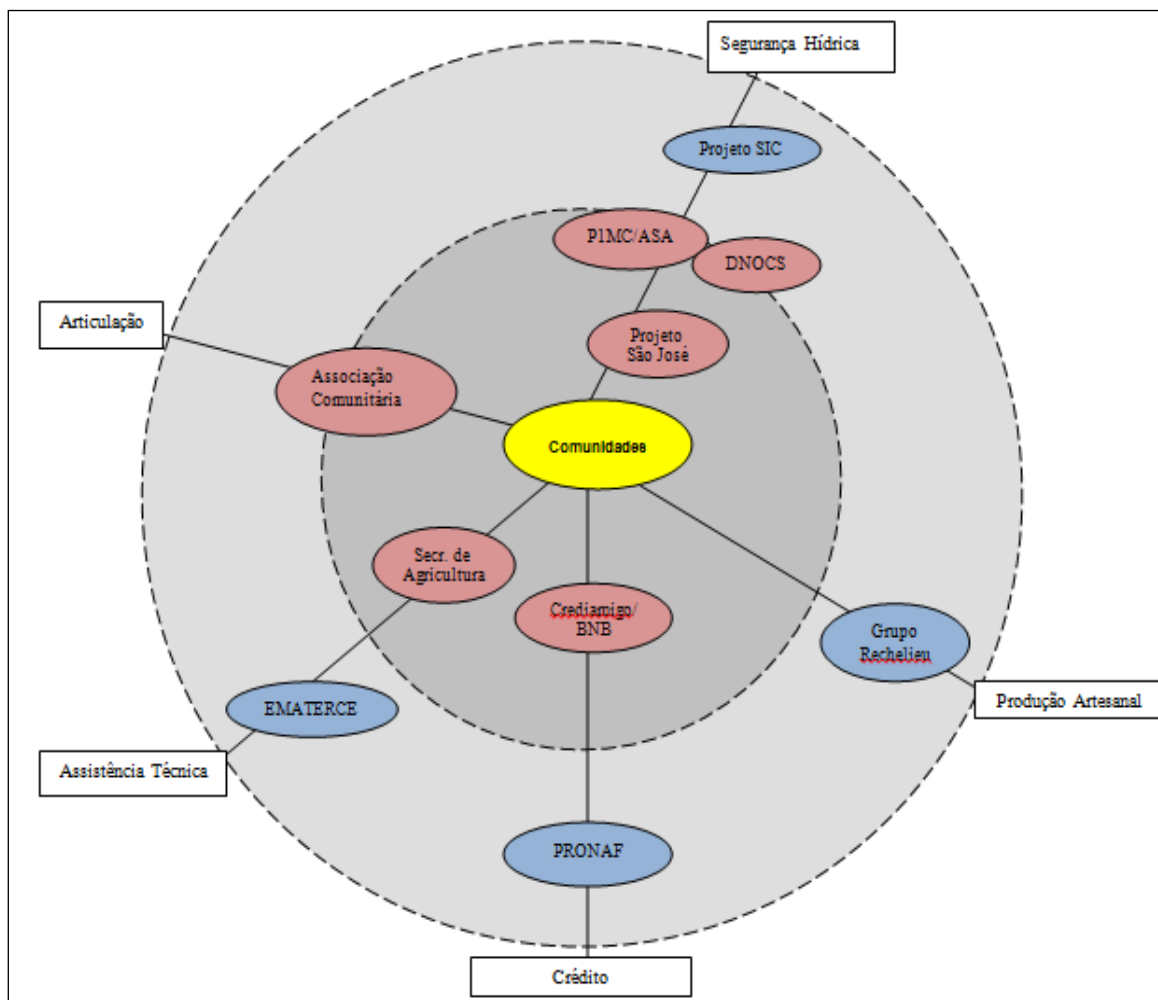 Segurança Hídrica
Projeto SIC
P1MC/ASA
DNOCS
Articulação
Projeto
São José
Associação
Comunitária
Comunidades
Secr. de
Agricultura
Crediamigo/
BNB
Grupo
Rechelieu
EMATERCE
Produção Artesanal
Assistência Técnica
PRONAF
Crédito